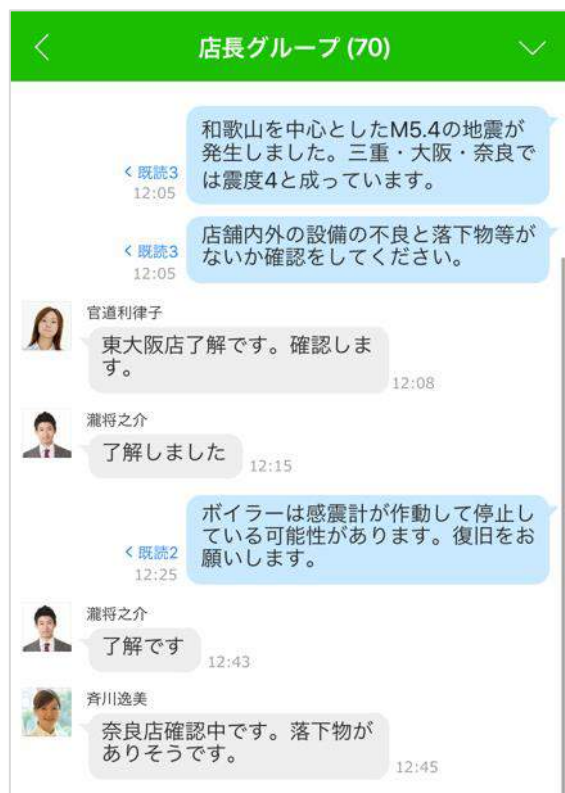 店長グループ (70)
和歌山を中心としたM5.4の地震が
発生しました。三重・大阪・奈良で
は震度4と成っています。
既読3
12:05
店舗内外の設備の不良と落下物等が
ないか確認をしてください。
既読3
12:05
官道利律子
東大阪店了解です。確認しま
す。
12:08
瀧将之介
了解しました
12:15
ボイラーは感震計が作動して停止し
ている可能性があります。復旧をお
願いします。
既読2
12:25
瀧将之介
了解です
12:43
斉川逸美
奈良店確認中です。落下物が
ありそうです。
12:45